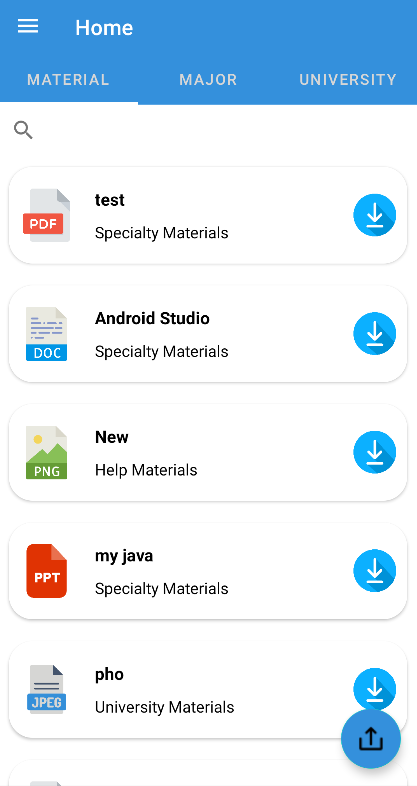 Home
MATERIAL
MAJOR
UNIVERSITY
test
PDF
Specialty Materials
Android Studio
DOC
Specialty Materials
New
PNG
Help Materials
my java
PPT
Specialty Materials
pho
JPEG
University Materials